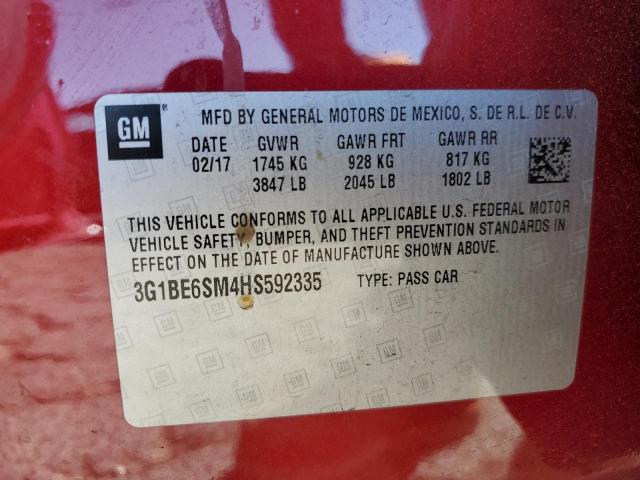 GM
MFD BY GENERAL MOTORS DE MEXICO, S. DE R.L. DE C.V.
DATE GVWR GAWR FRT GAWR RR
02/17 1745 KG 928 KG 817 KG
3847 LB 2045 LB 1802 LB
THIS VEHICLE CONFORMS TO ALL APPLICABLE U.S. FEDERAL MOTOR
VEHICLE SAFETY, BUMPER, AND THEFT PREVENTION STANDARDS IN
EFFECT ON THE DATE OF MANUFACTURE SHOWN ABOVE.
3G1BE6SM4HS592335 TYPE: PASS CAR